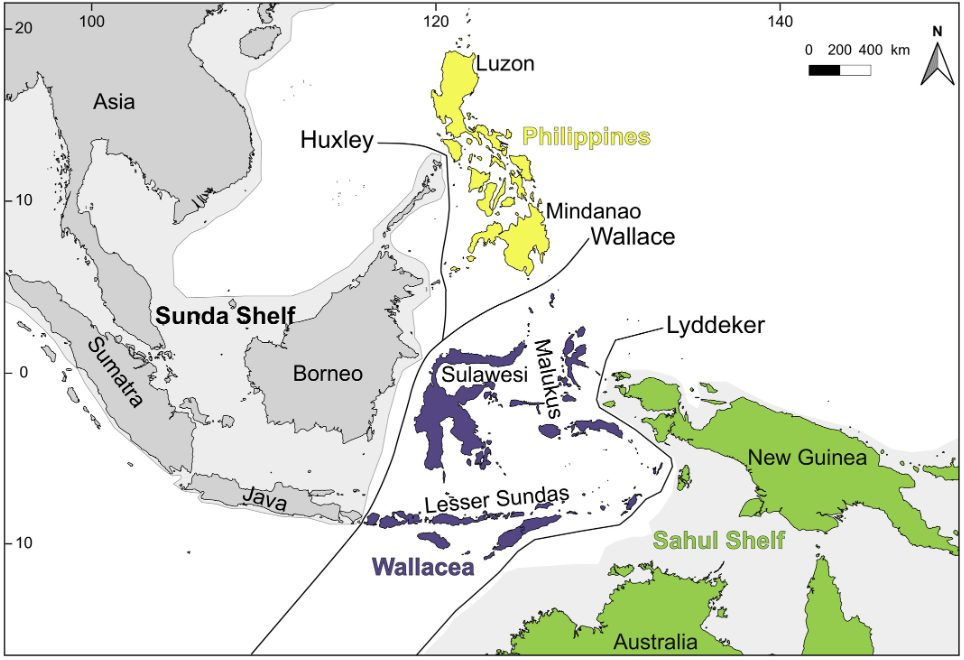 100
120
140
20
0 200 400 km
N
Luzon
Asia
Philippines
Huxley
10
Mindanao
Wallace
Sunda Shelf
Lyddeker
Malukus
0
Sumatra
Borneo
Sulawesi
New Guinea
Java
Lesser Sundas
10
Sahul Shelf
Wallacea
Australia